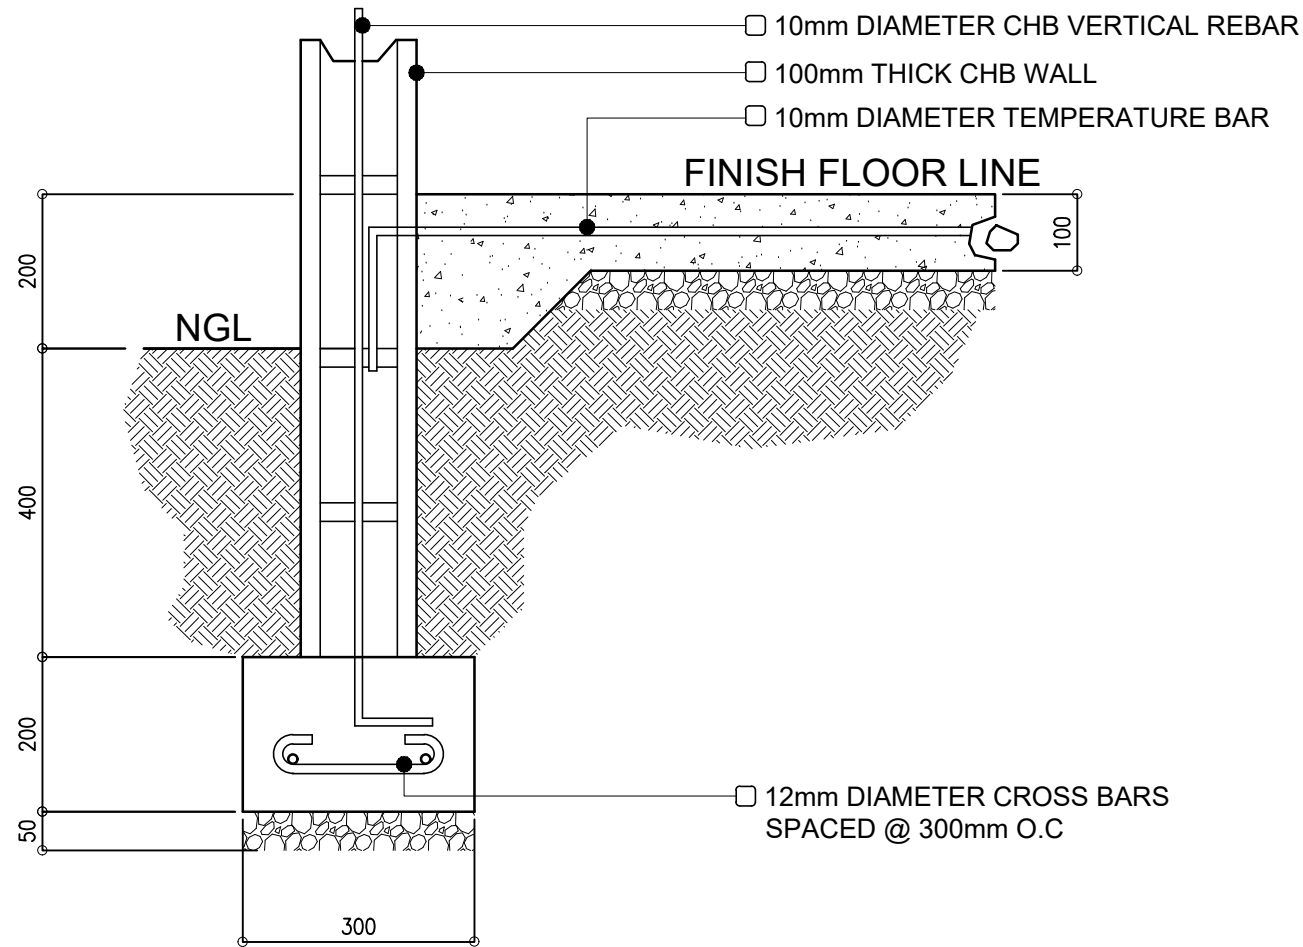 10mm DIAMETER CHB VERTICAL REBAR
100mm THICK CHB WALL
10mm DIAMETER TEMPERATURE BAR
FINISH FLOOR LINE
100
200
NGL
400
200
12mm DIAMETER CROSS BARS
SPACED @ 300mm O.C
50
300